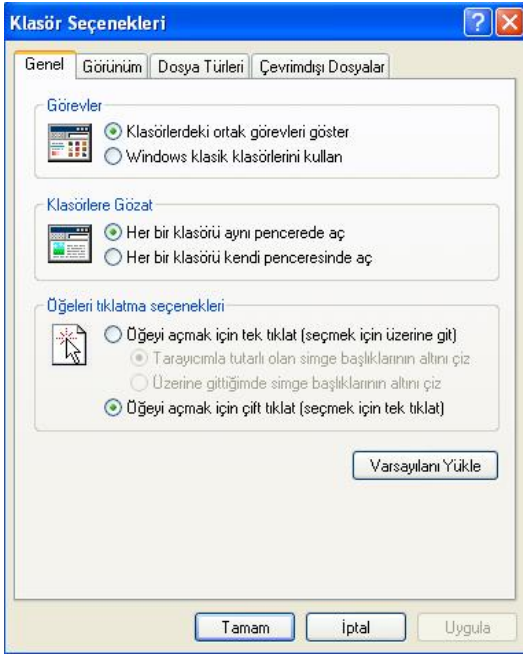 Klasör Seçenekleri
Genel Görünüm Dosya Türleri Çevrimdışı Dosyalar
Görevler
Klasörlerdeki ortak görevleri göster
Windows klasik klasörlerini kullan
Klasörlere Gözat
Her bir klasörü aynı pencerede aç
Her bir klasörü kendi penceresinde aç
Öğeleri tıklatma seçenekleri
Öğeyi açmak için tek tıklat (seçmek için üzerine git)
Tarayıcımla tutarlı olan simge başlıklarının altını çiz
Üzerine gittiğimde simge başlıklarının altını çiz
Öğeyi açmak için çift tıklat (seçmek için tek tıklat)
Varsayılanı Yükle
Tamam İptal Uygula